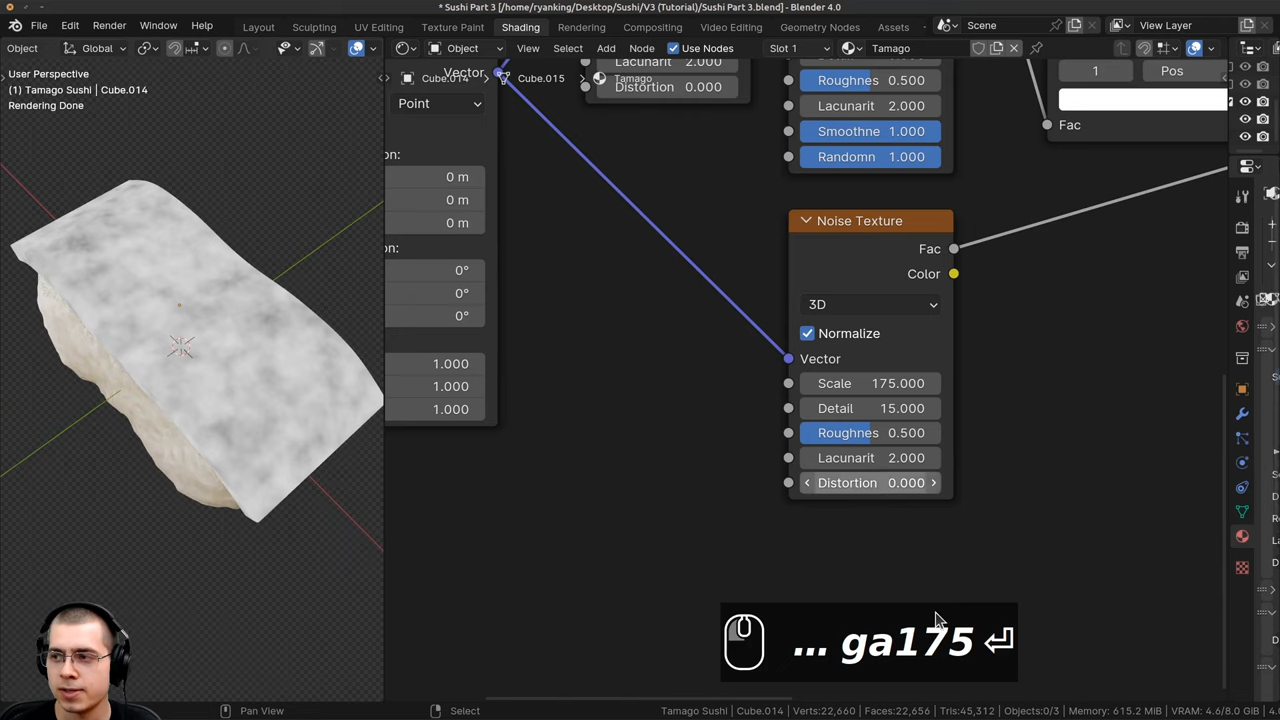 * Sushi Part 3 [/home/ryanking/Desktop/Sushi/V3 (Tutorial)/Sushi Part 3.blend] - Blender 4.0
File Edit Render Window Help Layout Sculpting UV Editing Texture Paint Shading Rendering Compositing Video Editing Geometry Nodes Scene View Layer
Object Global Object View Select Add Node Use Nodes Slot 1 Tamago
User Perspective
(1) Tamago Sushi | Cube.014
Rendering Done
Vector
Cube.014 > Cube.015 > Tamago
Point
on:
0 m
0 m
0 m
on:
0°
0°
0°
1.000
1.000
1.000
Lacunarit 2.000
Distortion 0.000
Roughnes 0.500
Lacunarit 2.000
Smoothne 1.000
Randomn 1.000
1 Pos
Fac
Noise Texture
Fac
Color
3D
Normalize
Vector
Scale 175.000
Detail 15.000
Roughnes 0.500
Lacunarit 2.000
Distortion 0.000
... ga175 ⏎
Pan View Select Tamago Sushi | Cube.014 | Verts:22,660 | Faces:22,656 | Tris:45,312 | Objects:0/3 | Memory: 615.2 MiB | VRAM: 4.6/8.0 GiB | 4.